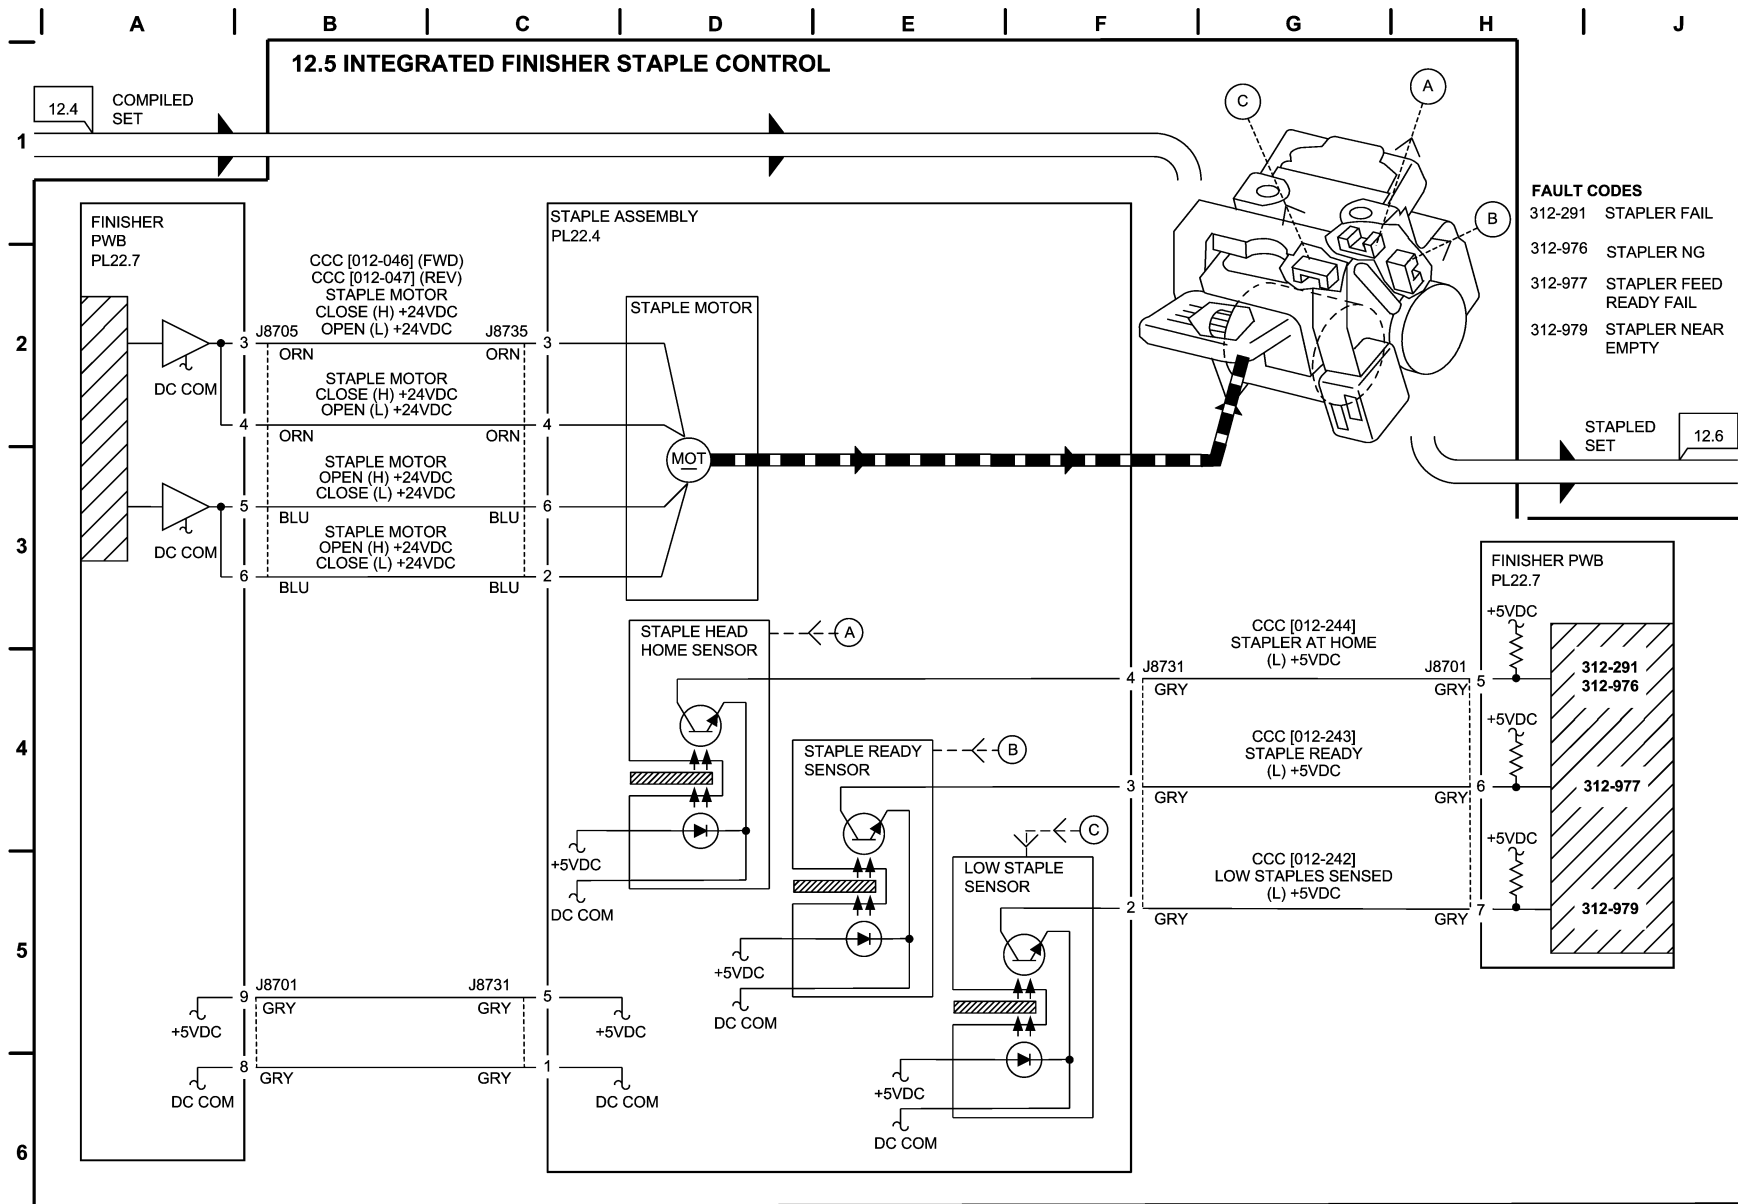 A B C D E F G H J
12.5 INTEGRATED FINISHER STAPLE CONTROL
12.4
COMPILED
SET
1
C
A
B
FAULT CODES
312-291 STAPLER FAIL
312-976 STAPLER NG
312-977 STAPLER FEED
READY FAIL
312-979 STAPLER NEAR
EMPTY
FINISHER
PWB
PL22.7
STAPLE ASSEMBLY
PL22.4
CCC [012-046] (FWD)
CCC [012-047] (REV)
STAPLE MOTOR
CLOSE (H) +24VDC
OPEN (L) +24VDC
STAPLE MOTOR
2
3
J8705
ORN
J8735
ORN
3
DC COM
STAPLE MOTOR
CLOSE (H) +24VDC
OPEN (L) +24VDC
4
ORN
ORN
4
MOT
STAPLED
SET
12.6
STAPLE MOTOR
OPEN (H) +24VDC
CLOSE (L) +24VDC
5
BLU
BLU
6
3
DC COM
STAPLE MOTOR
OPEN (H) +24VDC
CLOSE (L) +24VDC
6
BLU
BLU
2
FINISHER PWB
PL22.7
STAPLE HEAD
HOME SENSOR
A
+5VDC
CCC [012-244]
STAPLER AT HOME
(L) +5VDC
4
J8731
GRY
J8701
GRY
5
312-291
312-976
4
STAPLE READY
SENSOR
B
+5VDC
CCC [012-243]
STAPLE READY
(L) +5VDC
3
GRY
GRY
6
312-977
+5VDC
DC COM
LOW STAPLE
SENSOR
C
+5VDC
CCC [012-242]
LOW STAPLES SENSED
(L) +5VDC
2
GRY
GRY
7
312-979
5
+5VDC
DC COM
9
J8701
GRY
J8731
GRY
5
+5VDC
+5VDC
8
GRY
GRY
1
DC COM
DC COM
+5VDC
DC COM
6